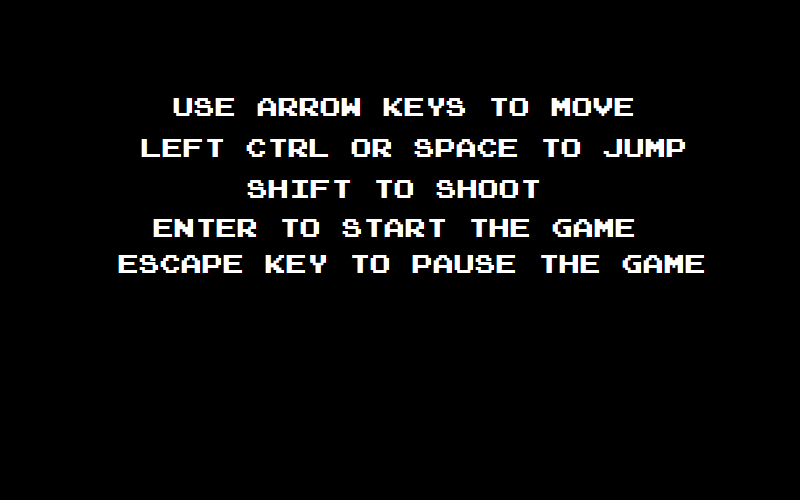 USE ARROW KEYS TO MOVE
LEFT CTRL OR SPACE TO JUMP
SHIFT TO SHOOT
ENTER TO START THE GAME
ESCAPE KEY TO PAUSE THE GAME